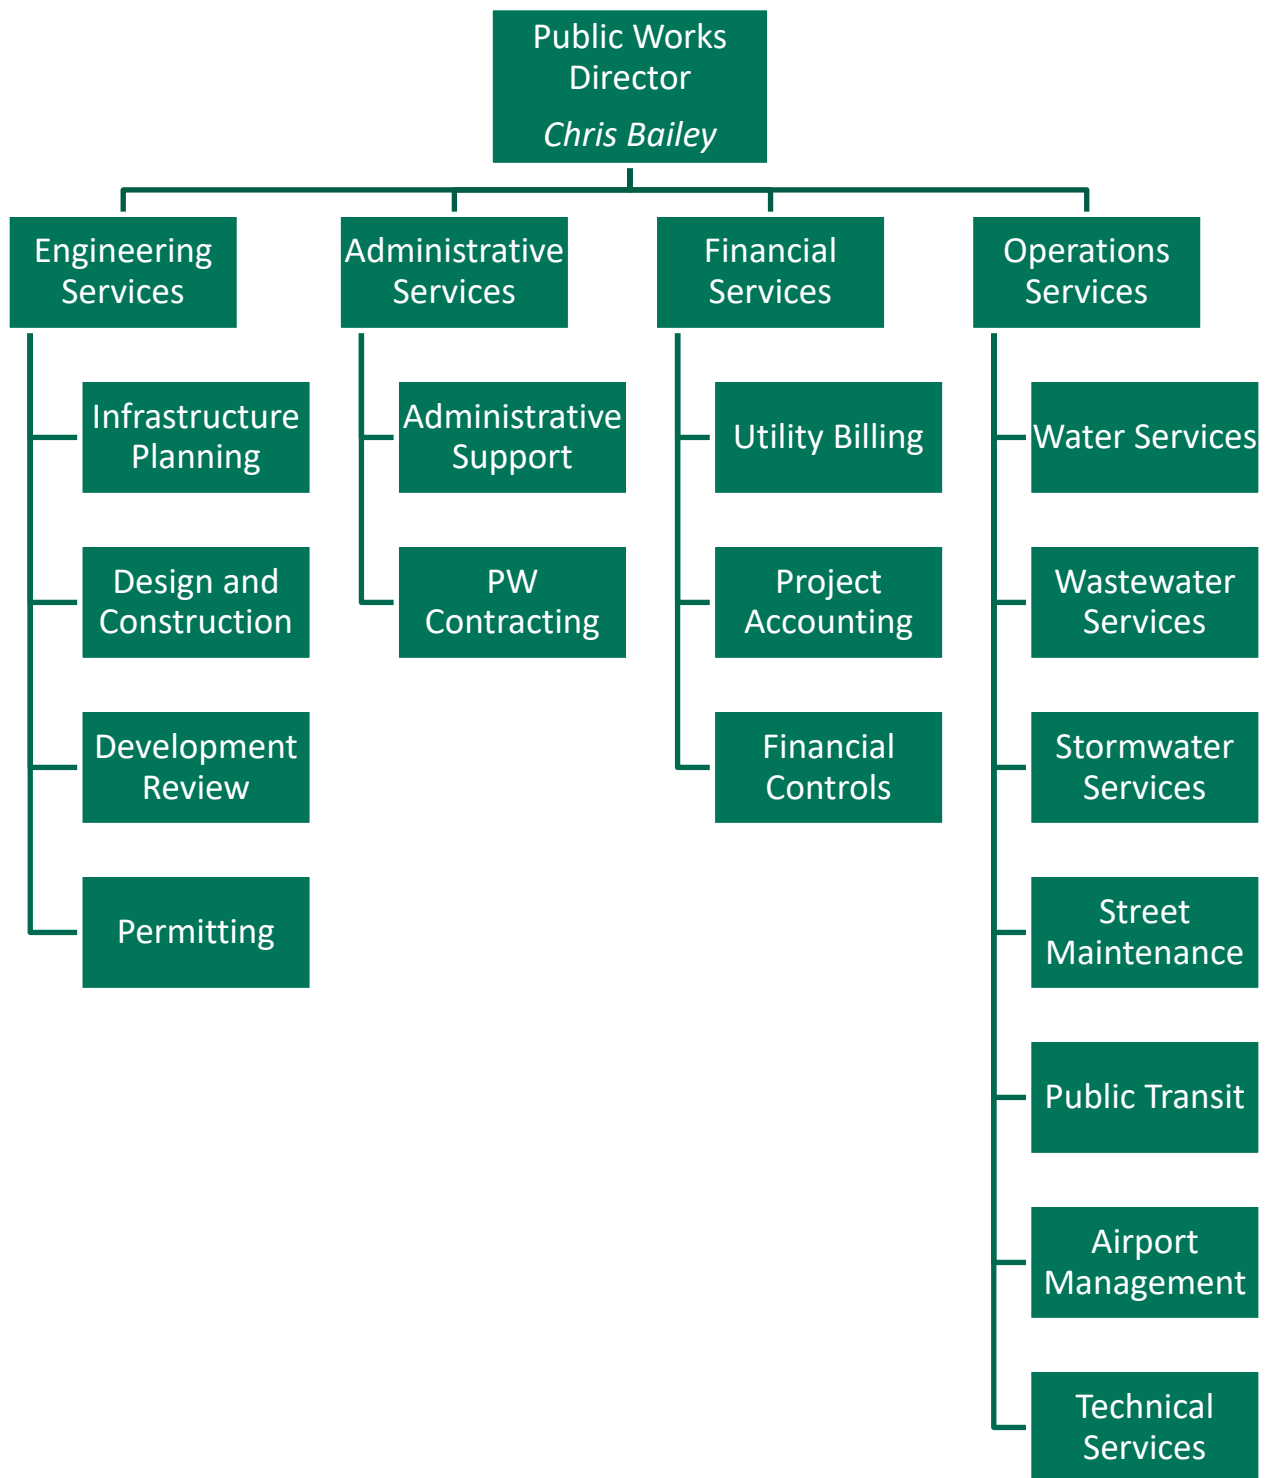 Public Works
Director
Chris Bailey
Engineering
Services
Administrative
Services
Financial
Services
Operations
Services
Infrastructure
Planning
Administrative
Support
Utility Billing
Water Services
Design and
Construction
PW
Contracting
Project
Accounting
Wastewater
Services
Development
Review
Financial
Controls
Stormwater
Services
Permitting
Street
Maintenance
Public Transit
Airport
Management
Technical
Services